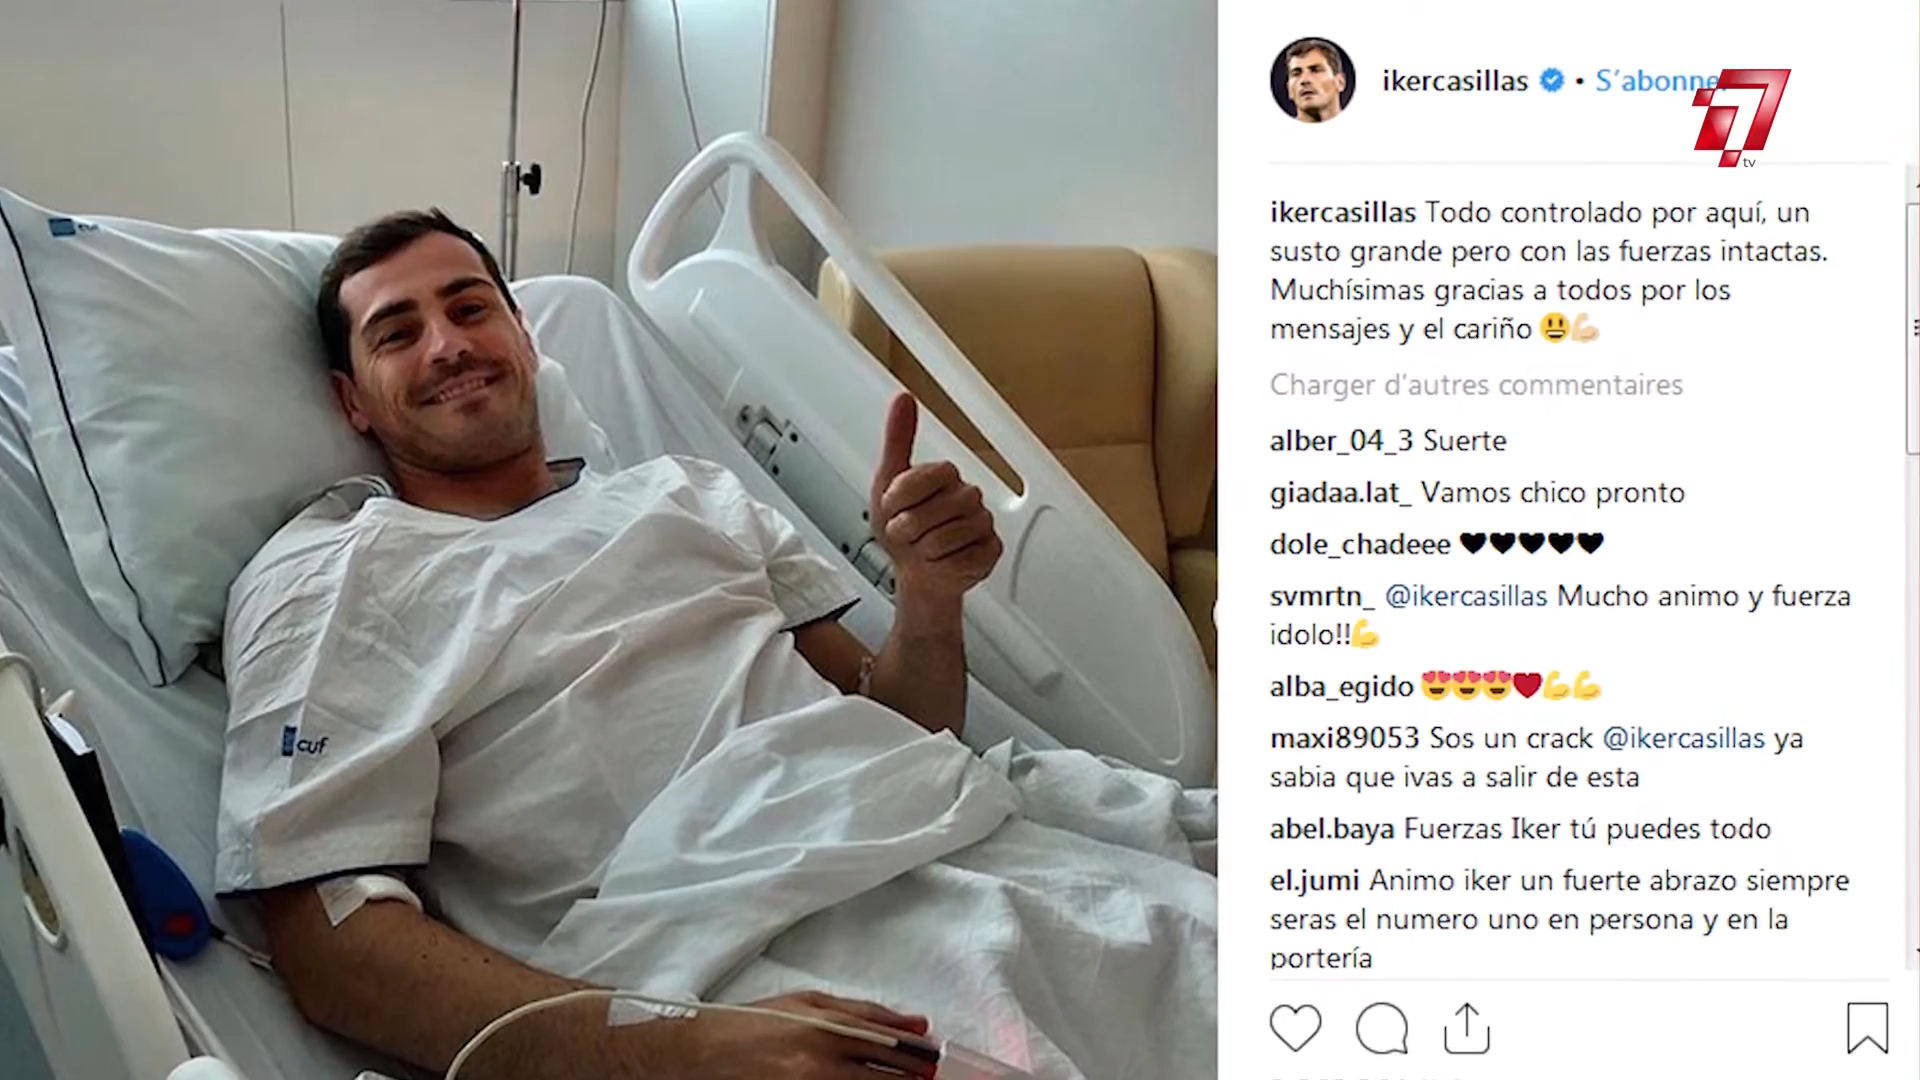 ikercasillas • S'abonner
7
tv
ikercasillas Todo controlado por aquí, un
susto grande pero con las fuerzas intactas.
Muchísimas gracias a todos por los
mensajes y el cariño 😃💪🏻
Charger d'autres commentaires
alber_04_3 Suerte
giadaa.lat_ Vamos chico pronto
dole_chadeee 🖤🖤🖤🖤🖤
svmrtn_ @ikercasillas Mucho animo y fuerza
idolo!!💪
alba_egido 😍😍😍❤️💪💪
maxi89053 Sos un crack @ikercasillas ya
sabia que ivas a salir de esta
abel.baya Fuerzas Iker tú puedes todo
el.jumi Animo iker un fuerte abrazo siempre
seras el numero uno en persona y en la
portería
cuf
cuf